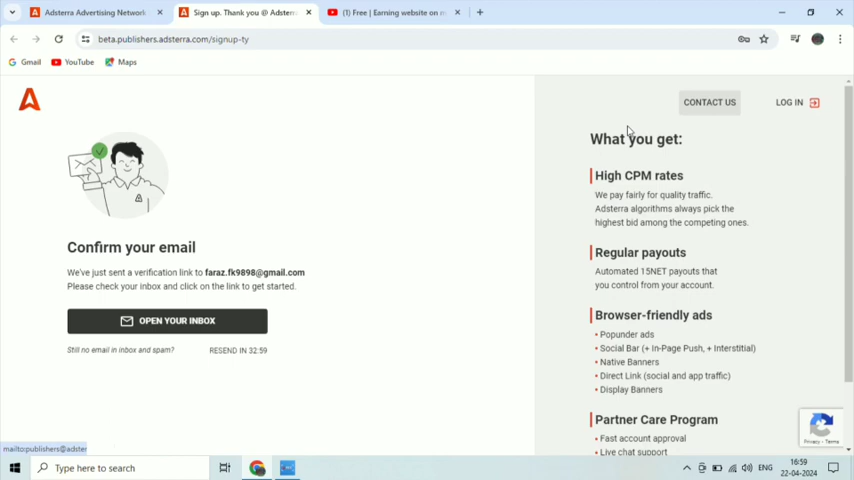 Adsterra Advertising Network
Sign up. Thank you @ Adsterra
(1) Free | Earning website on m
beta.publishers.adsterra.com/signup-ty
Gmail
YouTube
Maps
CONTACT US
LOG IN
What you get:
High CPM rates
We pay fairly for quality traffic.
Adsterra algorithms always pick the
highest bid among the competing ones.
Confirm your email
We've just sent a verification link to faraz.fk9898@gmail.com
Please check your inbox and click on the link to get started.
OPEN YOUR INBOX
Still no email in inbox and spam?
RESEND IN 32:59
Regular payouts
Automated 15NET payouts that
you control from your account.
Browser-friendly ads
• Popunder ads
• Social Bar (+ In-Page Push, + Interstitial)
• Native Banners
• Direct Link (social and app traffic)
• Display Banners
Partner Care Program
• Fast account approval
• Live chat support
Privacy - Terms
mailto:publishers@adster
Type here to search
ENG
16:59
22-04-2024